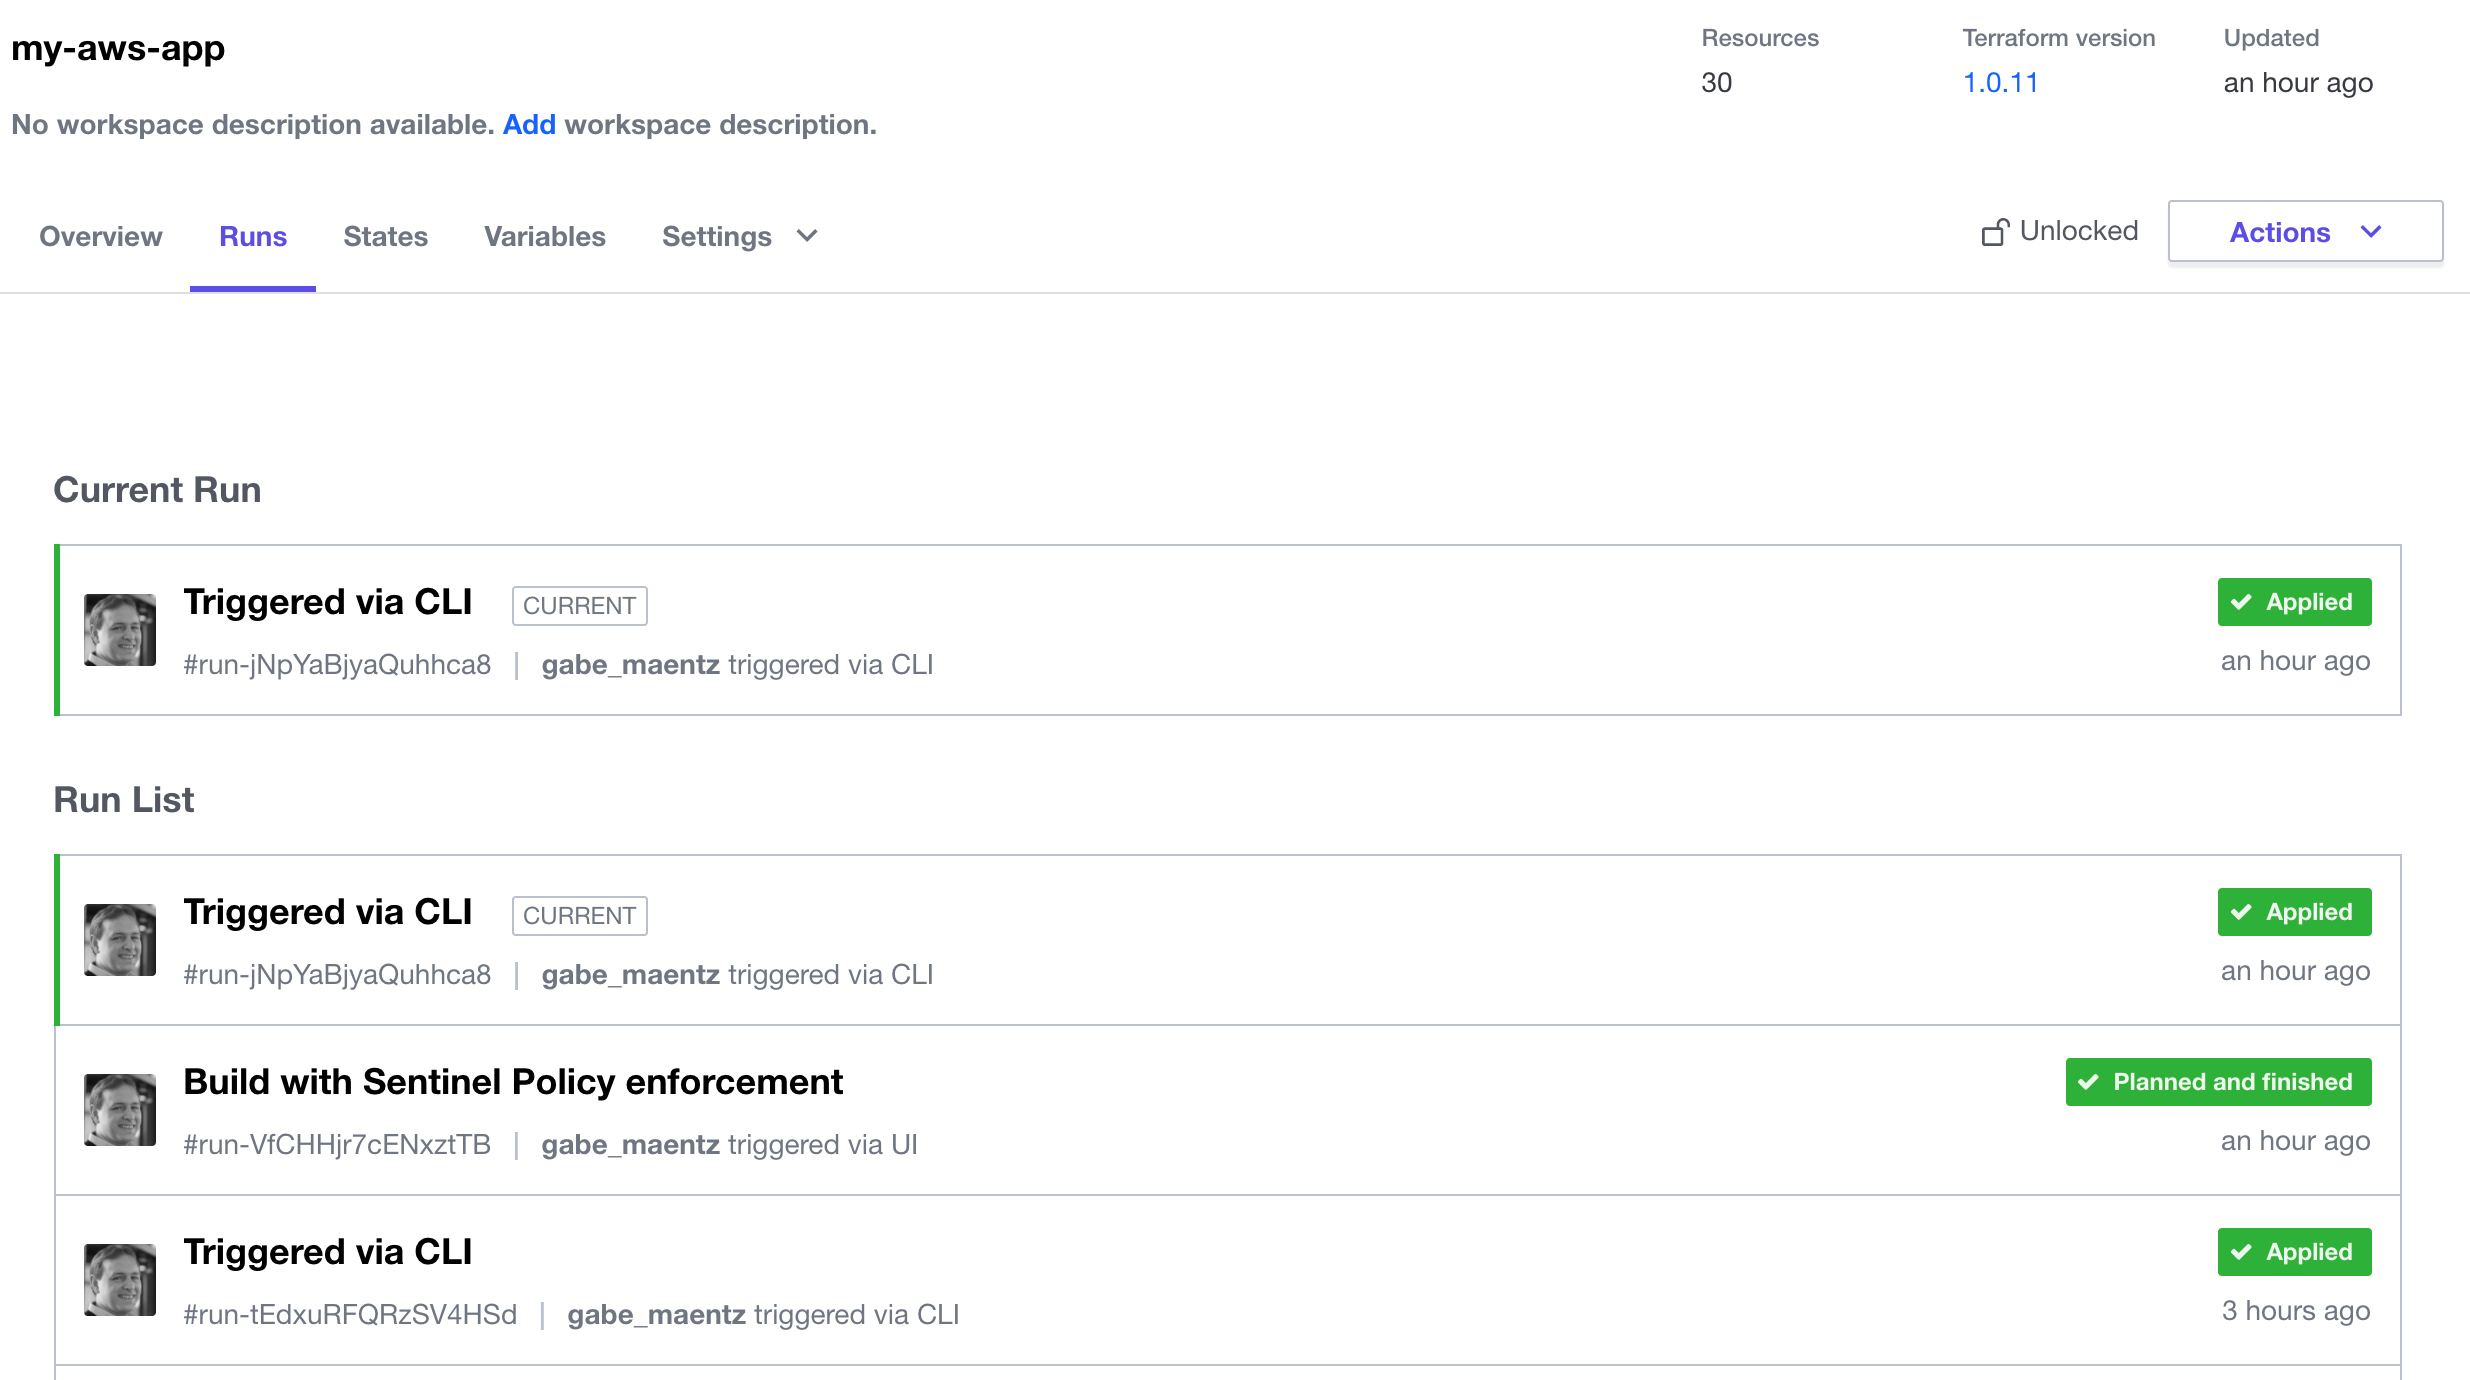 my-aws-app
Resources
30
Terraform version
1.0.11
Updated
an hour ago
No workspace description available. Add workspace description.
Overview Runs States Variables Settings
Unlocked
Actions
Current Run
Triggered via CLI CURRENT
Applied
#run-jNpYaBjyaQuhhca8 | gabe_maentz triggered via CLI
an hour ago
Run List
Triggered via CLI CURRENT
Applied
#run-jNpYaBjyaQuhhca8 | gabe_maentz triggered via CLI
an hour ago
Build with Sentinel Policy enforcement
Planned and finished
#run-VfCHHjr7cENxztTB | gabe_maentz triggered via UI
an hour ago
Triggered via CLI
Applied
#run-tEdxuRFQRzSV4HSd | gabe_maentz triggered via CLI
3 hours ago